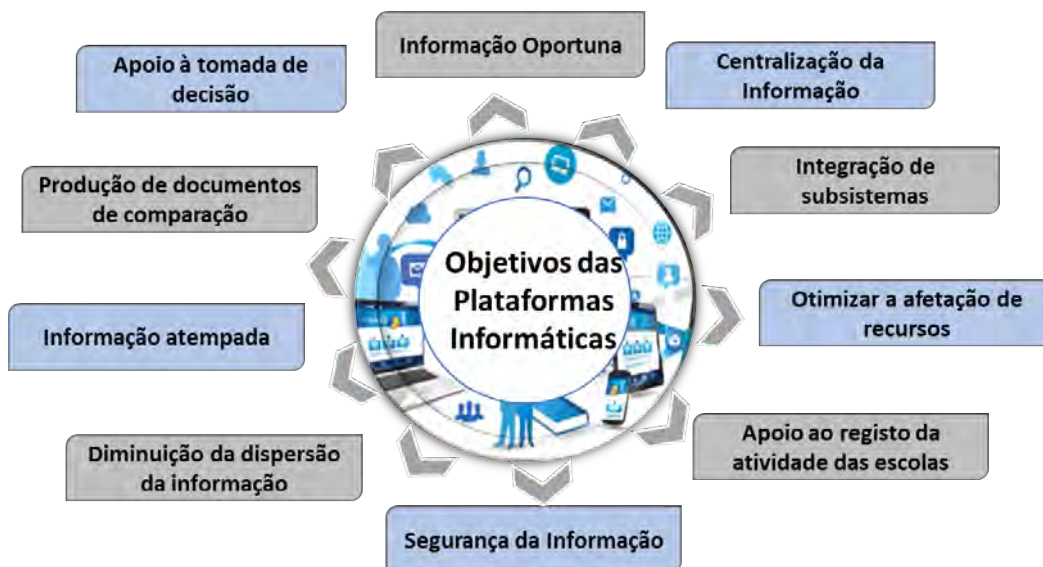 Informação Oportuna
Apoio à tomada de
decisão
Centralização da
Informação
Produção de documentos
de comparação
Integração de
subsistemas
Objetivos das
Plataformas
Informáticas
Informação atempada
Otimizar a afetação de
recursos
Diminuição da dispersão
da informação
Apoio ao registo da
atividade das escolas
Segurança da Informação